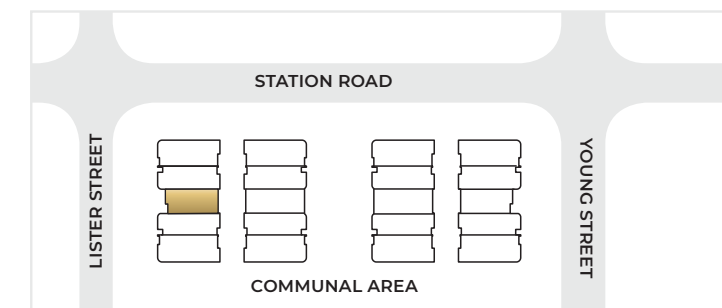 STATION ROAD
LISTER STREET
YOUNG STREET
COMMUNAL AREA